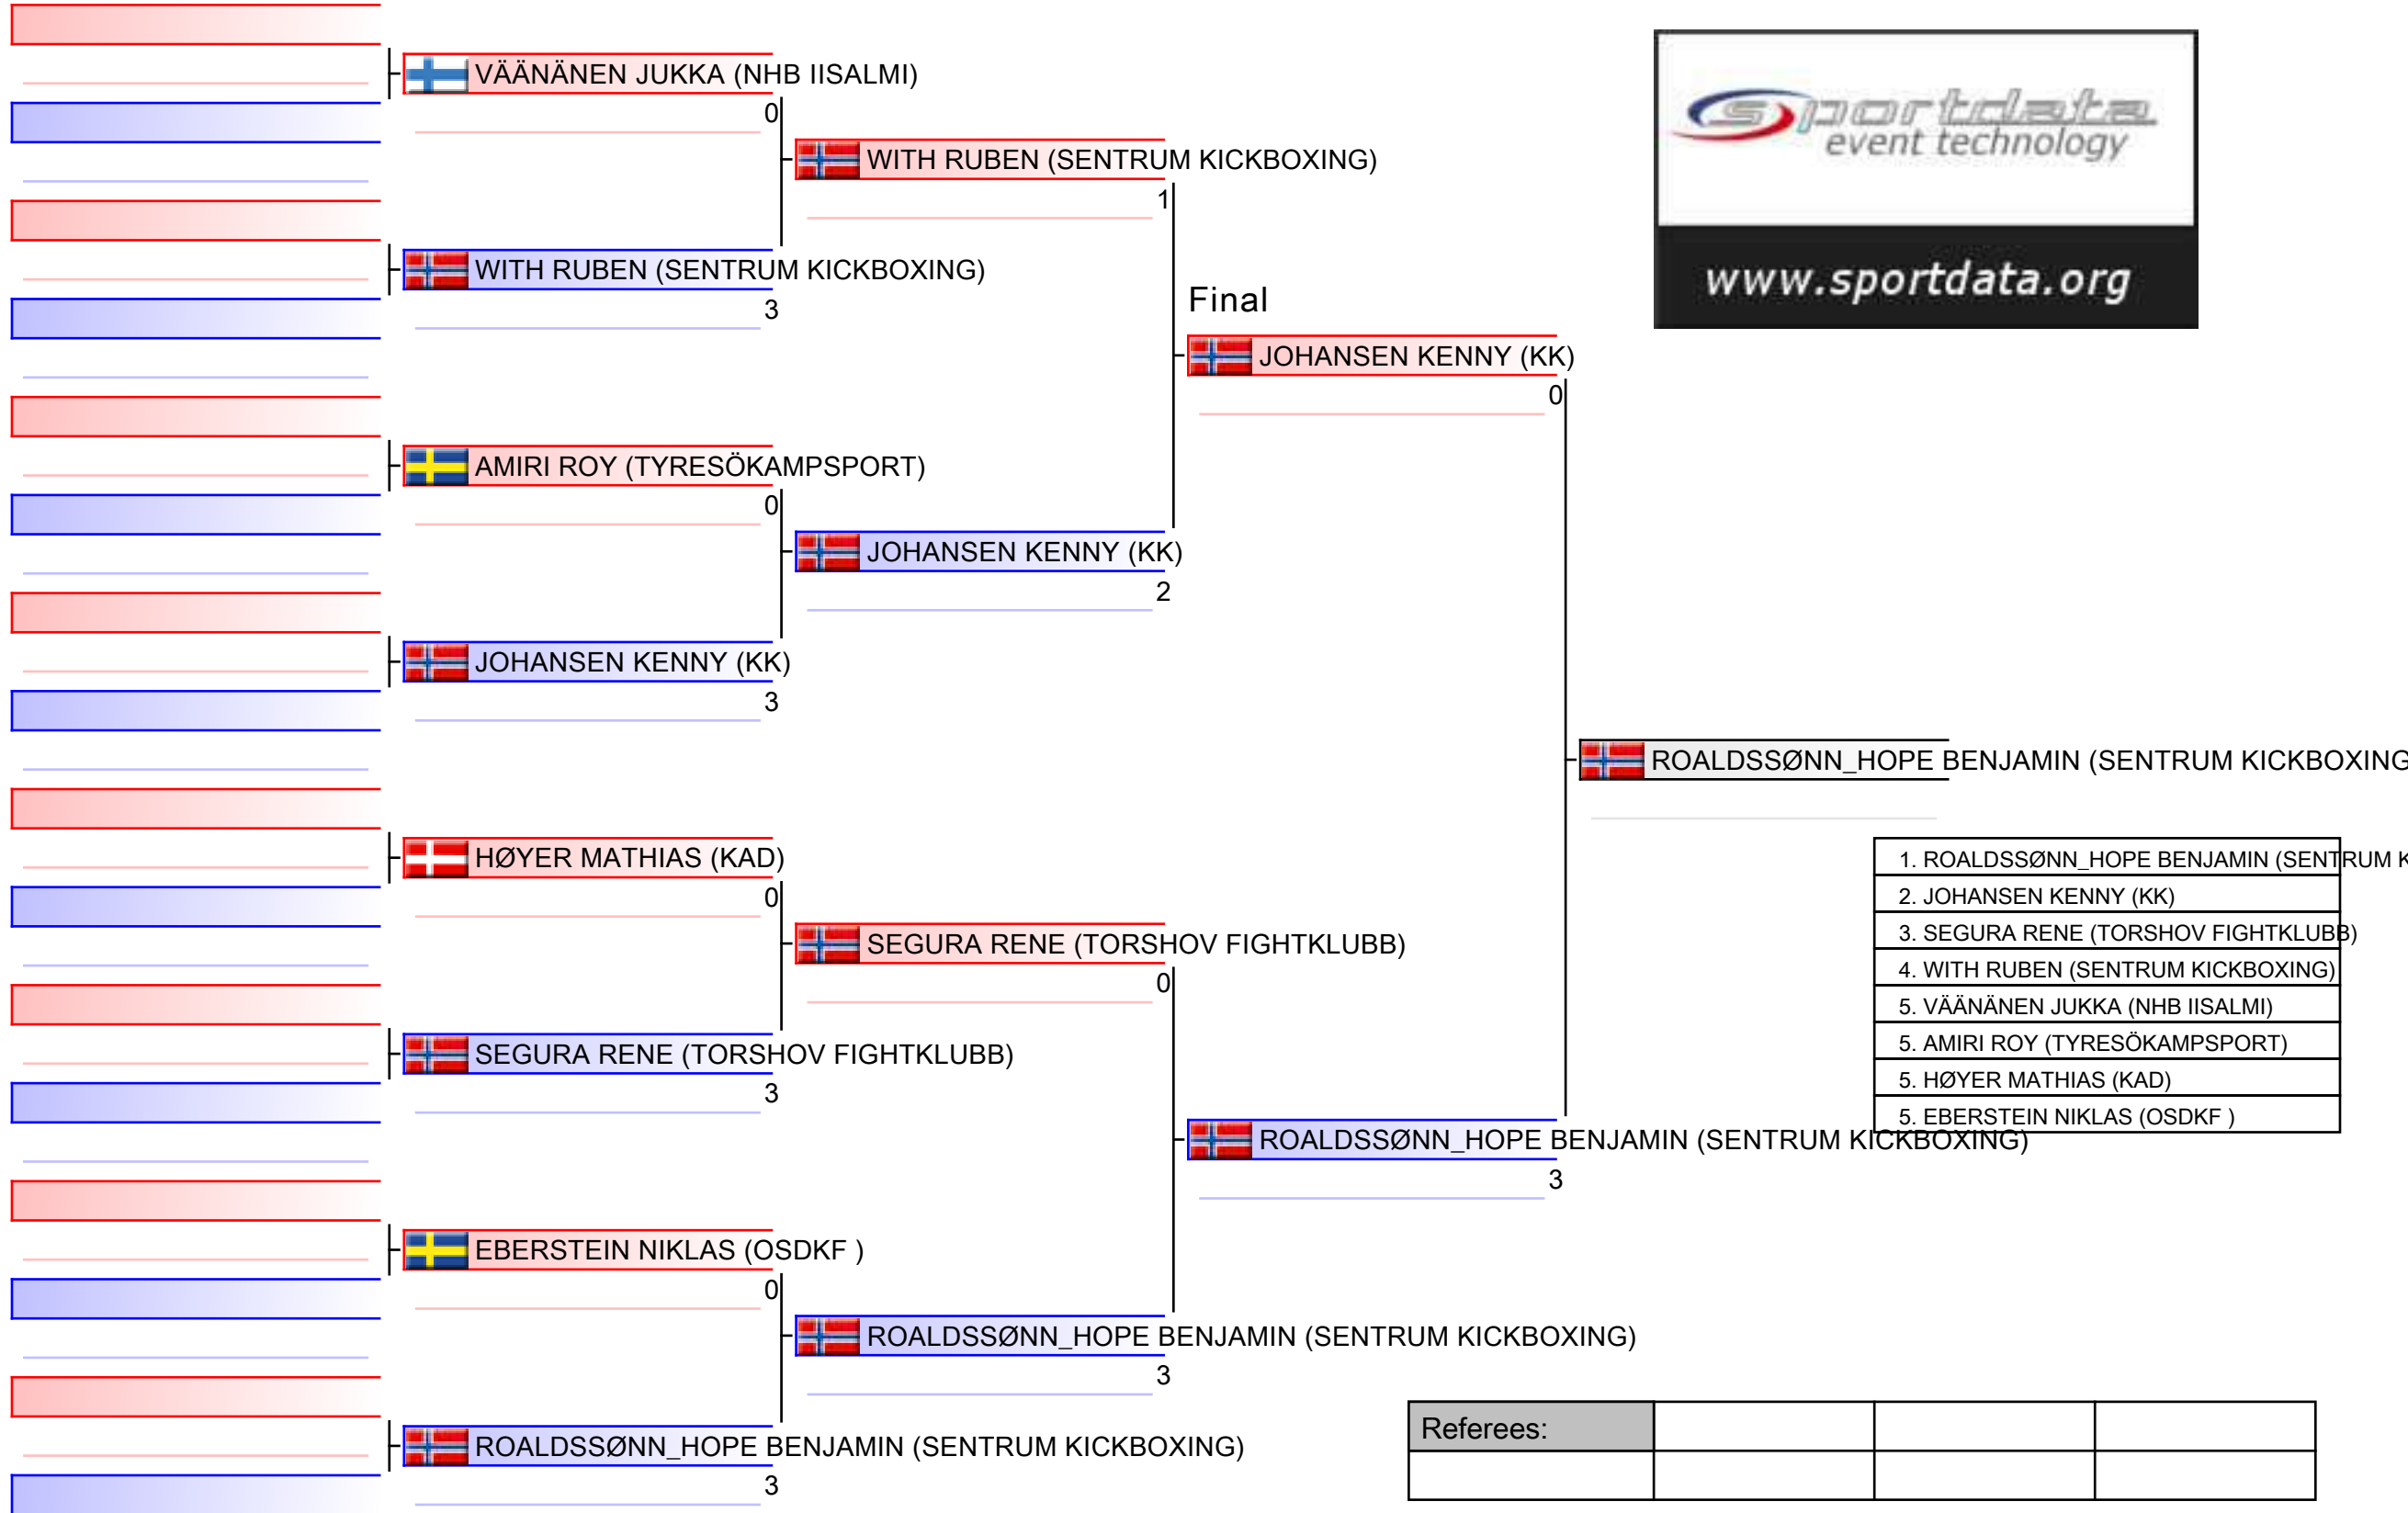 VÄÄNÄNEN JUKKA (NHB IISALMI)
0
WITH RUBEN (SENTRUM KICKBOXING)
3
AMIRI ROY (TYRESÖKAMPSPORT)
0
JOHANSEN KENNY (KK)
3
HØYER MATHIAS (KAD)
0
SEGURA RENE (TORSHOV FIGHTKLUBB)
3
EBERSTEIN NIKLAS (OSDKF )
0
ROALDSSØNN_HOPE BENJAMIN (SENTRUM KICKBOXING)
3
WITH RUBEN (SENTRUM KICKBOXING)
1
JOHANSEN KENNY (KK)
2
SEGURA RENE (TORSHOV FIGHTKLUBB)
0
ROALDSSØNN_HOPE BENJAMIN (SENTRUM KICKBOXING)
3
Final
JOHANSEN KENNY (KK)
0
ROALDSSØNN_HOPE BENJAMIN (SENTRUM KICKBOXING)
3
sportdata
event technology
www.sportdata.org
ROALDSSØNN_HOPE BENJAMIN (SENTRUM KICKBOXING
1. ROALDSSØNN_HOPE BENJAMIN (SENTRUM K
2. JOHANSEN KENNY (KK)
3. SEGURA RENE (TORSHOV FIGHTKLUBB)
4. WITH RUBEN (SENTRUM KICKBOXING)
5. VÄÄNÄNEN JUKKA (NHB IISALMI)
5. AMIRI ROY (TYRESÖKAMPSPORT)
5. HØYER MATHIAS (KAD)
5. EBERSTEIN NIKLAS (OSDKF )
Referees: